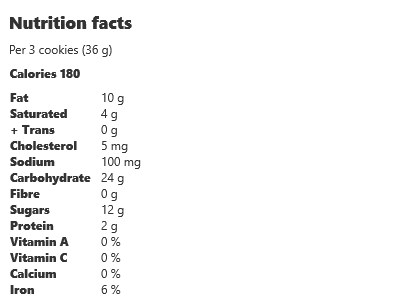 Nutrition facts
Per 3 cookies (36 g)
Calories 180
Fat 10 g
Saturated 4 g
+ Trans 0 g
Cholesterol 5 mg
Sodium 100 mg
Carbohydrate 24 g
Fibre 0 g
Sugars 12 g
Protein 2 g
Vitamin A 0 %
Vitamin C 0 %
Calcium 0 %
Iron 6 %